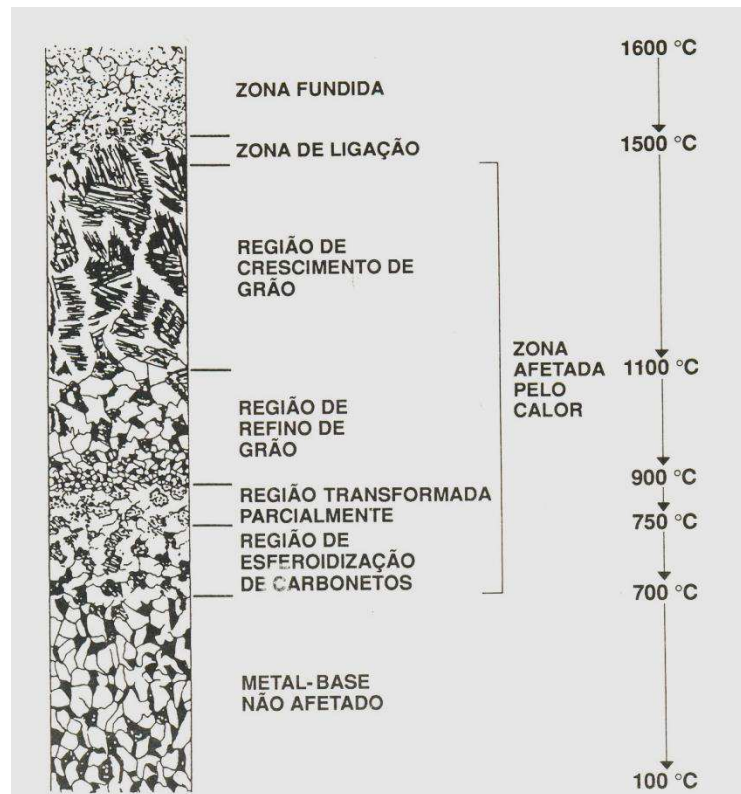 1600 °C
ZONA FUNDIDA
1500 °C
ZONA DE LIGAÇÃO
REGIÃO DE
CRESCIMENTO DE
GRÃO
ZONA
AFETADA
PELO
CALOR
1100 °C
REGIÃO DE
REFINO DE
GRÃO
900 °C
REGIÃO TRANSFORMADA
PARCIALMENTE
750 °C
REGIÃO DE
ESFEROIDIZAÇÃO
DE CARBONETOS
700 °C
METAL-BASE
NÃO AFETADO
100 °C